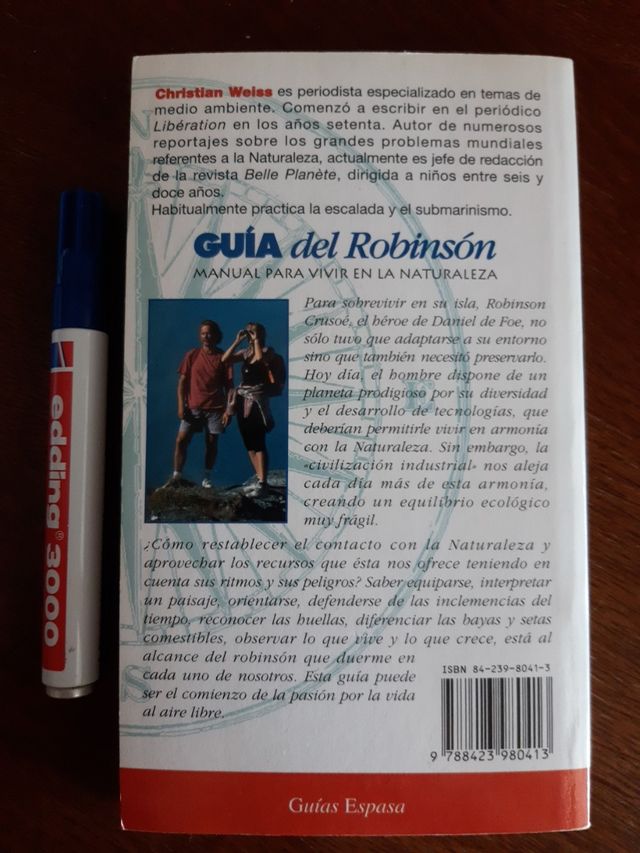 Christian Weiss es periodista especializado en temas de
medio ambiente. Comenzó a escribir en el periódico
Libération en los años setenta. Autor de numerosos
reportajes sobre los grandes problemas mundiales
referentes a la Naturaleza, actualmente es jefe de redacción
de la revista Belle Planète, dirigida a niños entre seis y
doce años.
Habitualmente practica la escalada y el submarinismo.
GUÍA del Robinsón
MANUAL PARA VIVIR EN LA NATURALEZA
Para sobrevivir en su isla, Robinson
Crusoé, el héroe de Daniel de Foe, no
sólo tuvo que adaptarse a su entorno
sino que también necesitó preservarlo.
Hoy día, el hombre dispone de un
planeta prodigioso por su diversidad
y el desarrollo de tecnologías, que
deberían permitirle vivir en armonía
con la Naturaleza. Sin embargo, la
«civilización industrial» nos aleja
cada día más de esta armonía,
creando un equilibrio ecológico
muy frágil.
¿Cómo restablecer el contacto con la Naturaleza y
aprovechar los recursos que ésta nos ofrece teniendo en
cuenta sus ritmos y sus peligros? Saber equiparse, interpretar
un paisaje, orientarse, defenderse de las inclemencias del
tiempo, reconocer las huellas, diferenciar las bayas y setas
comestibles, observar lo que vive y lo que crece, está al
alcance del robinsón que duerme en
cada uno de nosotros. Esta guía puede
ser el comienzo de la pasión por la vida
al aire libre.
ISBN 84-239-8041-3
9 788423 980413
Guías Espasa
edding® 3000